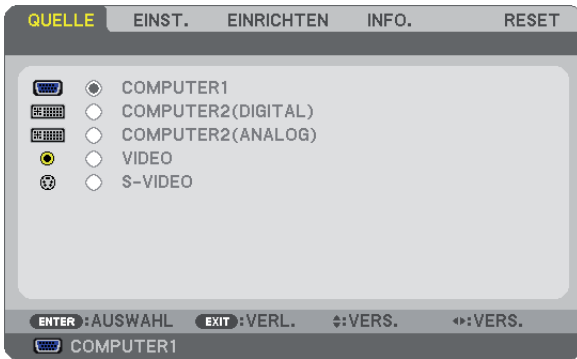 QUELLE EINST. EINRICHTEN INFO. RESET
COMPUTER1
COMPUTER2(DIGITAL)
COMPUTER2(ANALOG)
VIDEO
S-VIDEO
ENTER:AUSWAHL EXIT:VERL. :VERS. :VERS.
COMPUTER1